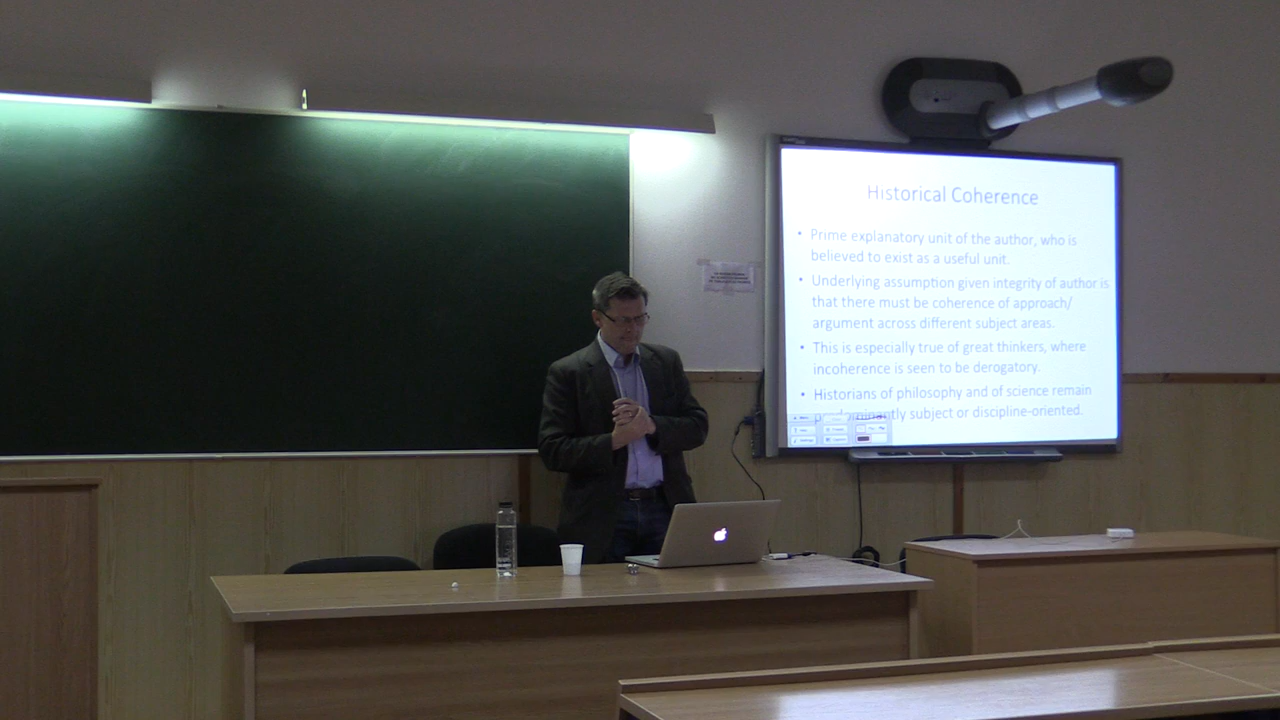 Historical Coherence
• Prime explanatory unit of the author, who is
believed to exist as a useful unit.
• Underlying assumption given integrity of author is
that there must be coherence of approach/
argument across different subject areas.
• This is especially true of great thinkers, where
incoherence is seen to be derogatory.
• Historians of philosophy and of science remain
predominantly subject or discipline-oriented.